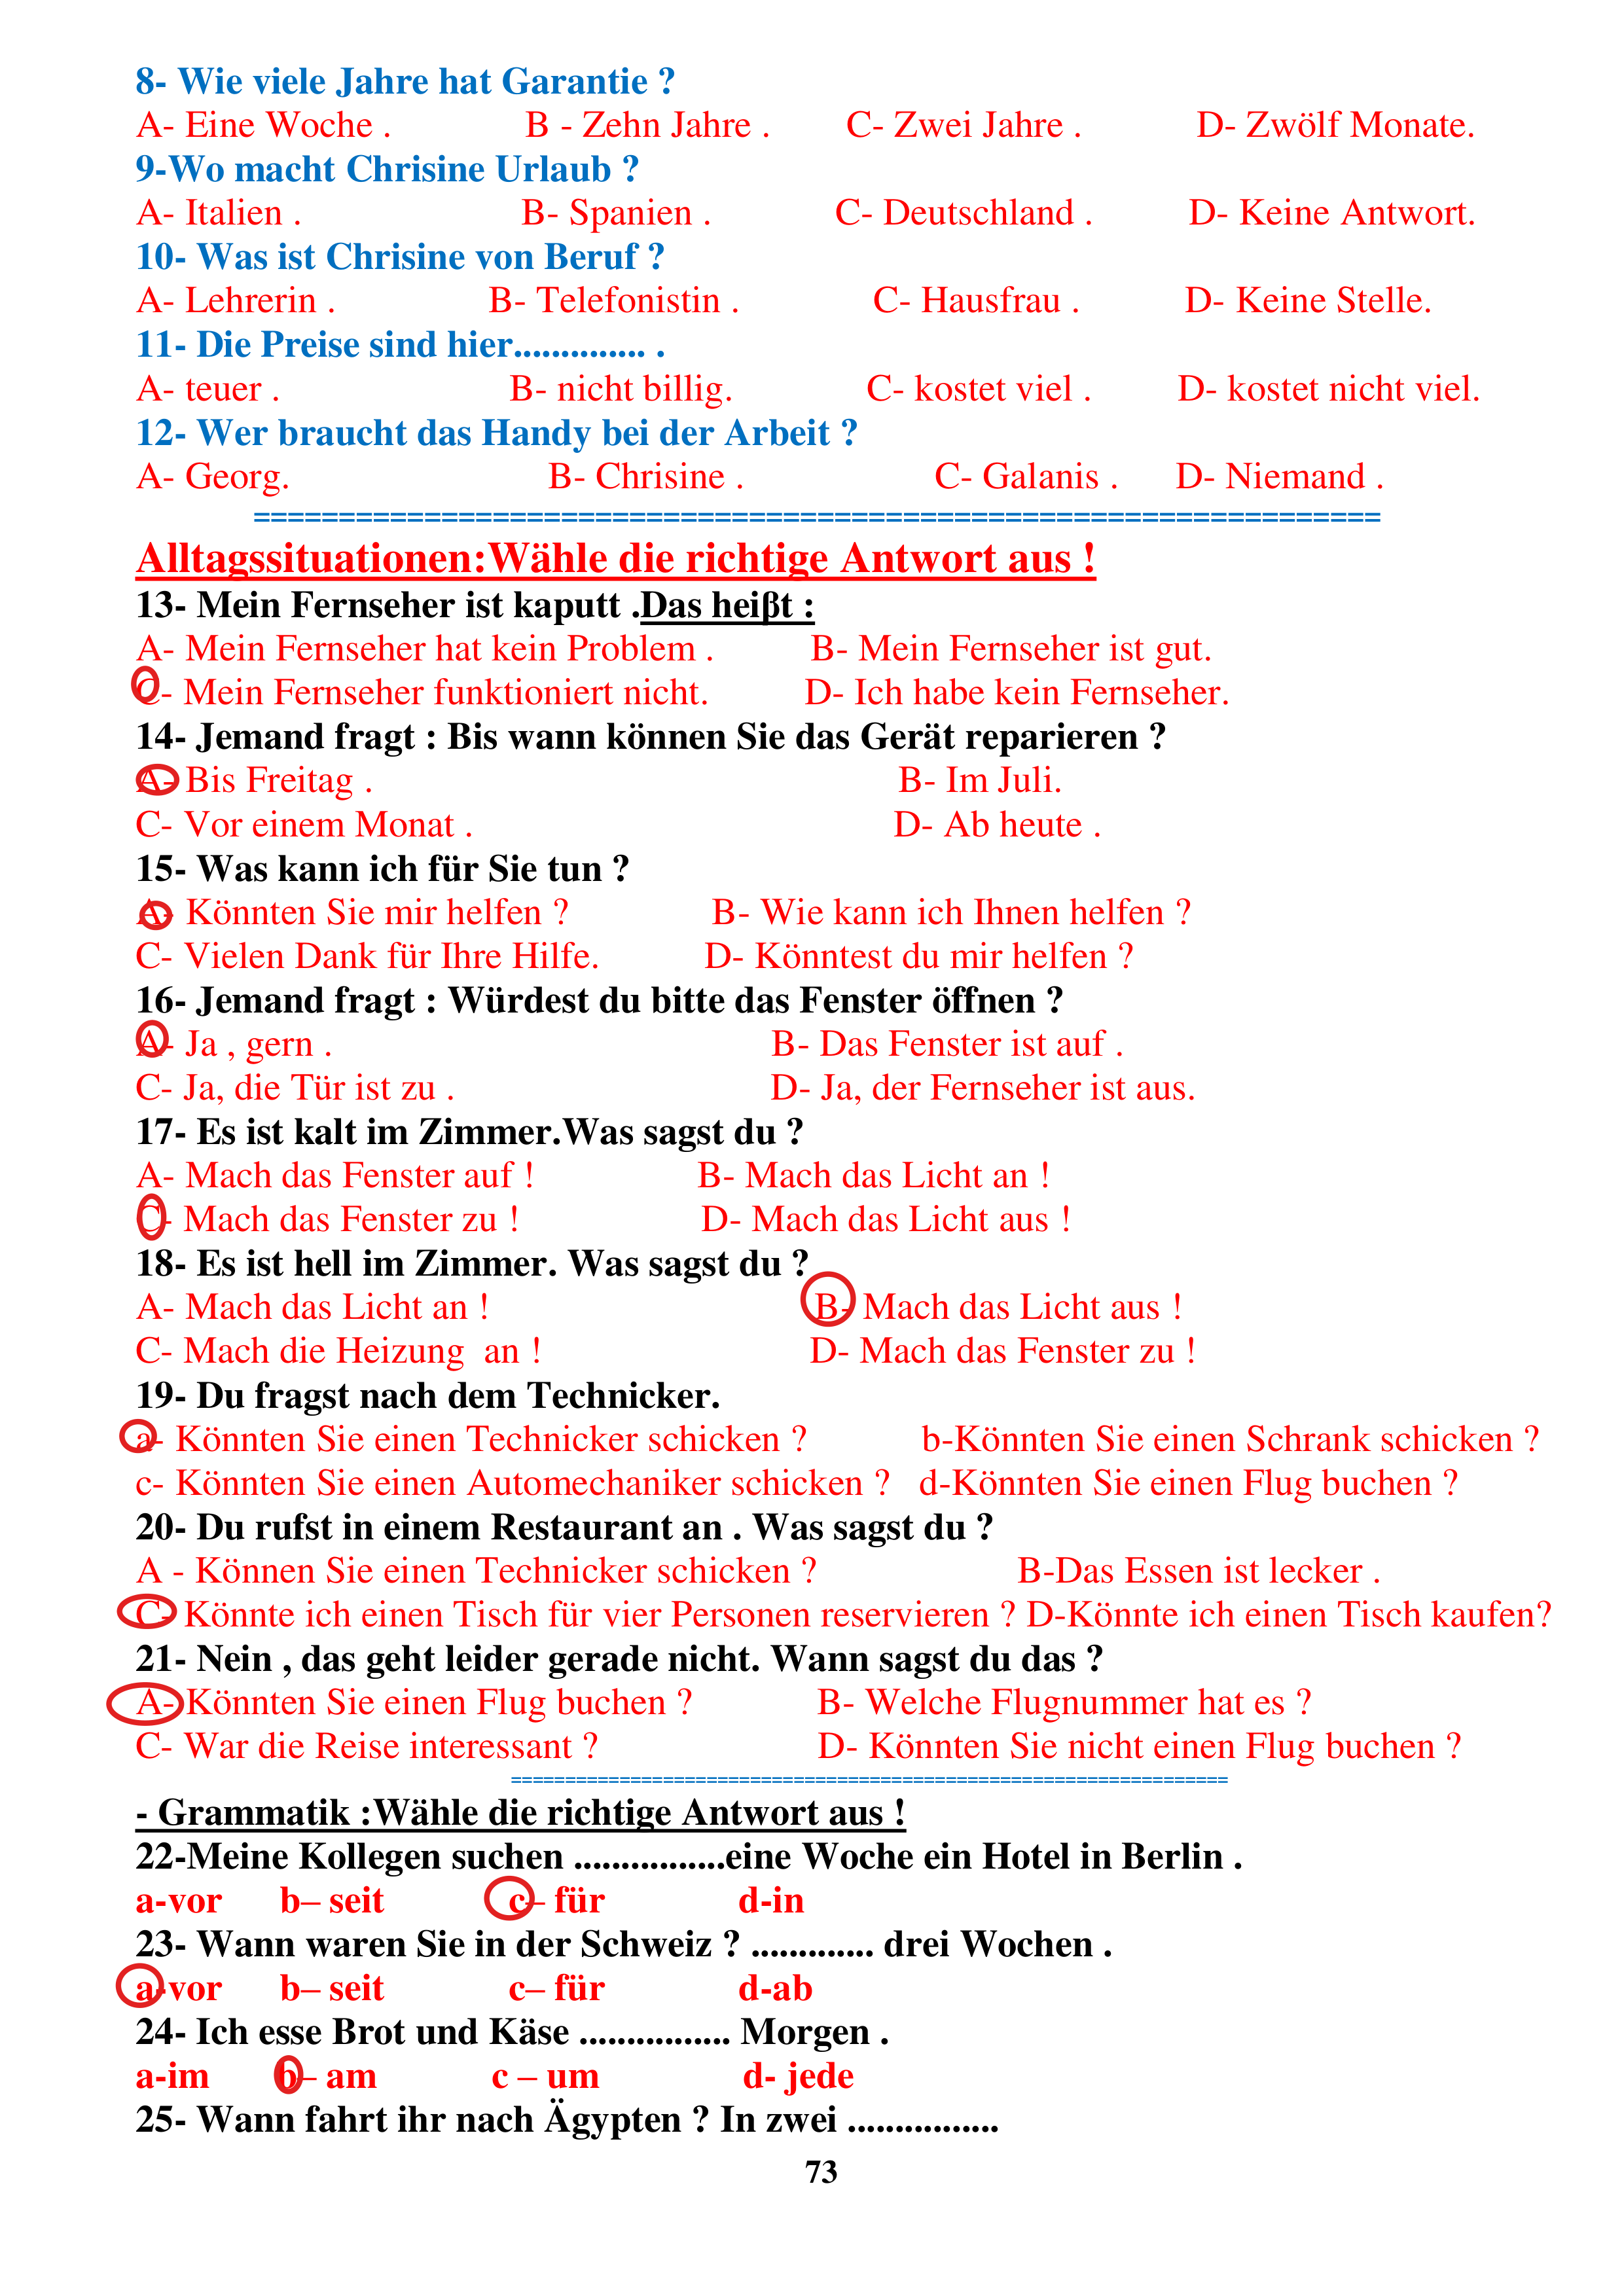 8- Wie viele Jahre hat Garantie ?
A- Eine Woche . B - Zehn Jahre . C- Zwei Jahre . D- Zwölf Monate.
9-Wo macht Chrisine Urlaub ?
A- Italien . B- Spanien . C- Deutschland . D- Keine Antwort.
10- Was ist Chrisine von Beruf ?
A- Lehrerin . B- Telefonistin . C- Hausfrau . D- Keine Stelle.
11- Die Preise sind hier.............. .
A- teuer . B- nicht billig. C- kostet viel . D- kostet nicht viel.
12- Wer braucht das Handy bei der Arbeit ?
A- Georg. B- Chrisine . C- Galanis . D- Niemand .
==================================================================
Alltagssituationen:Wähle die richtige Antwort aus !
13- Mein Fernseher ist kaputt .Das heiβt :
A- Mein Fernseher hat kein Problem . B- Mein Fernseher ist gut.
C- Mein Fernseher funktioniert nicht. D- Ich habe kein Fernseher.
14- Jemand fragt : Bis wann können Sie das Gerät reparieren ?
A- Bis Freitag . B- Im Juli.
C- Vor einem Monat . D- Ab heute .
15- Was kann ich für Sie tun ?
A- Könnten Sie mir helfen ? B- Wie kann ich Ihnen helfen ?
C- Vielen Dank für Ihre Hilfe. D- Könntest du mir helfen ?
16- Jemand fragt : Würdest du bitte das Fenster öffnen ?
A- Ja , gern . B- Das Fenster ist auf .
C- Ja, die Tür ist zu . D- Ja, der Fernseher ist aus.
17- Es ist kalt im Zimmer.Was sagst du ?
A- Mach das Fenster auf ! B- Mach das Licht an !
C- Mach das Fenster zu ! D- Mach das Licht aus !
18- Es ist hell im Zimmer. Was sagst du ?
A- Mach das Licht an ! B- Mach das Licht aus !
C- Mach die Heizung an ! D- Mach das Fenster zu !
19- Du fragst nach dem Technicker.
a- Könnten Sie einen Technicker schicken ? b-Könnten Sie einen Schrank schicken ?
c- Könnten Sie einen Automechaniker schicken ? d-Könnten Sie einen Flug buchen ?
20- Du rufst in einem Restaurant an . Was sagst du ?
A - Können Sie einen Technicker schicken ? B-Das Essen ist lecker .
C- Könnte ich einen Tisch für vier Personen reservieren ? D-Könnte ich einen Tisch kaufen?
21- Nein , das geht leider gerade nicht. Wann sagst du das ?
A- Könnten Sie einen Flug buchen ? B- Welche Flugnummer hat es ?
C- War die Reise interessant ? D- Könnten Sie nicht einen Flug buchen ?
==================================================================
- Grammatik :Wähle die richtige Antwort aus !
22-Meine Kollegen suchen ................eine Woche ein Hotel in Berlin .
a-vor b– seit c– für d-in
23- Wann waren Sie in der Schweiz ? ............. drei Wochen .
a-vor b– seit c– für d-ab
24- Ich esse Brot und Käse ................ Morgen .
a-im b– am c – um d- jede
25- Wann fahrt ihr nach Ägypten ? In zwei ................
73